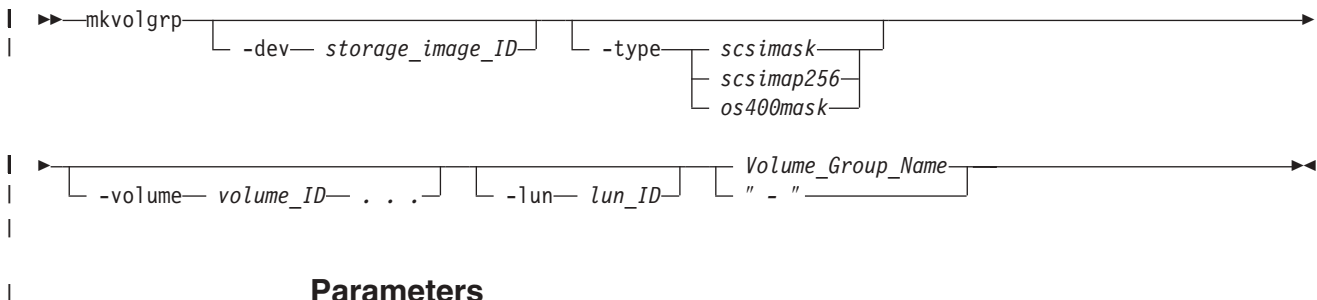 mkvolgrp
-dev storage_image_ID -type scsimask
scsimap256
os400mask
Volume_Group_Name
-volume volume_ID . . . -lun lun_ID " - "
Parameters